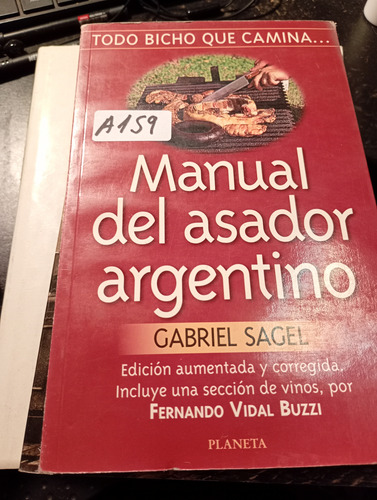 TODO BICHO QUE CAMINA...
A159
Manual
del asador
argentino
GABRIEL SAGEL
Edición aumentada y corregida.
Incluye una sección de vinos, por
FERNANDO VIDAL BUZZI
PLANETA